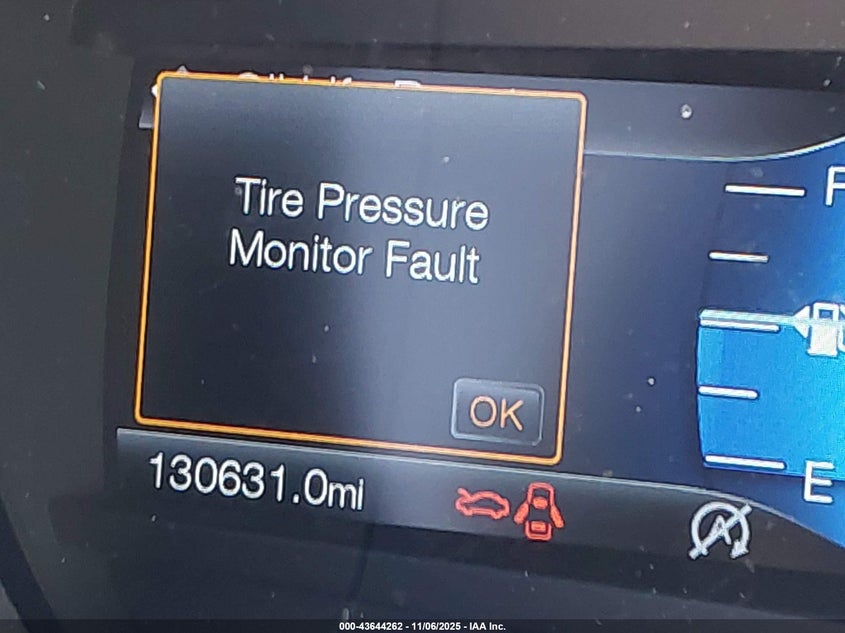 Tire Pressure
Monitor Fault
OK
130631.0mi
F
E
000-43644262 - 11/06/2025 - IAA Inc.